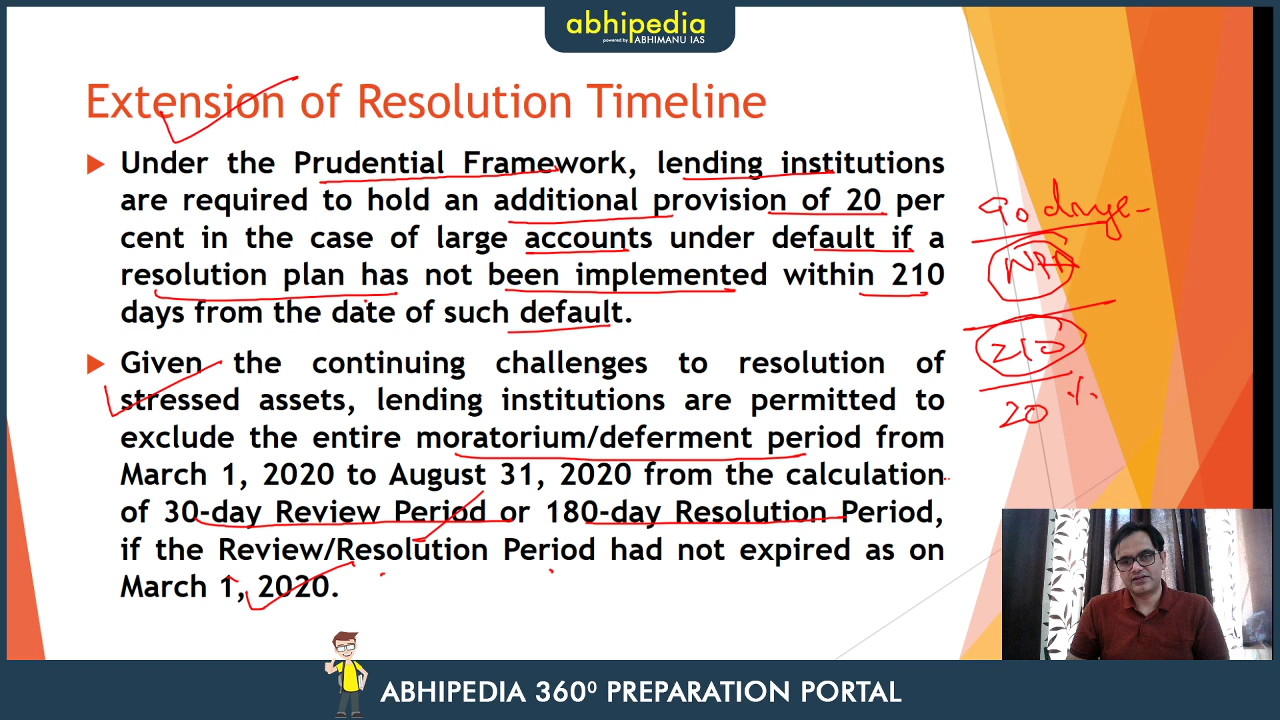 abhipedia
powered by ABHIMANU IAS
Extension of Resolution Timeline
Under the Prudential Framework, lending institutions
are required to hold an additional provision of 20 per
cent in the case of large accounts under default if a
resolution plan has not been implemented within 210
days from the date of such default.
Given the continuing challenges to resolution of
stressed assets, lending institutions are permitted to
exclude the entire moratorium/deferment period from
March 1, 2020 to August 31, 2020 from the calculation
of 30-day Review Period or 180-day Resolution Period,
if the Review/Resolution Period had not expired as on
March 1, 2020.
90 days
NPA
210
20 %
ABHIPEDIA 360⁰ PREPARATION PORTAL